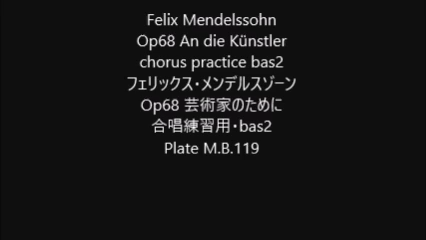 Felix Mendelssohn
Op68 An die Künstler
chorus practice bas2
フェリックス・メンデルスゾーン
Op68 芸術家のために
合唱練習用・bas2
Plate M.B.119